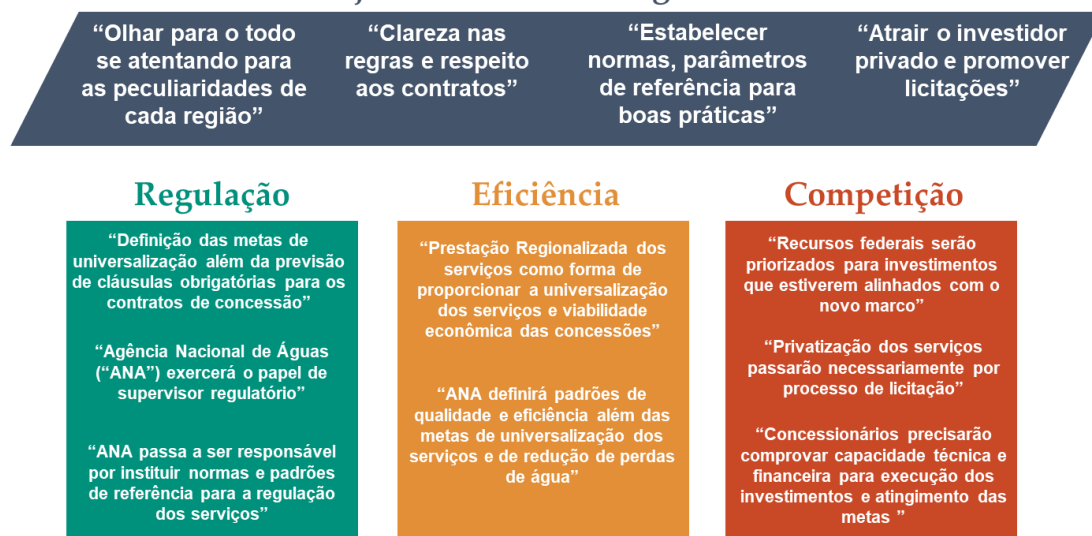 “Olhar para o todo
se atentando para
as peculiaridades de
cada região”
“Clareza nas
regras e respeito
aos contratos”
“Estabelecer
normas, parâmetros
de referência para
boas práticas”
“Atrair o investidor
privado e promover
licitações”
Regulação
“Definição das metas de
universalização além da previsão
de cláusulas obrigatórias para os
contratos de concessão”
“Agência Nacional de Águas
(“ANA”) exercerá o papel de
supervisor regulatório”
“ANA passa a ser responsável
por instituir normas e padrões
de referência para a regulação
dos serviços”
Eficiência
“Prestação Regionalizada dos
serviços como forma de
proporcionar a universalização
dos serviços e viabilidade
econômica das concessões”
“ANA definirá padrões de
qualidade e eficiência além das
metas de universalização dos
serviços e de redução de perdas
de água”
Competição
“Recursos federais serão
priorizados para investimentos
que estiverem alinhados com o
novo marco”
“Privatização dos serviços
passarão necessariamente por
processo de licitação”
“Concessionários precisarão
comprovar capacidade técnica e
financeira para execução dos
investimentos e atingimento das
metas ”